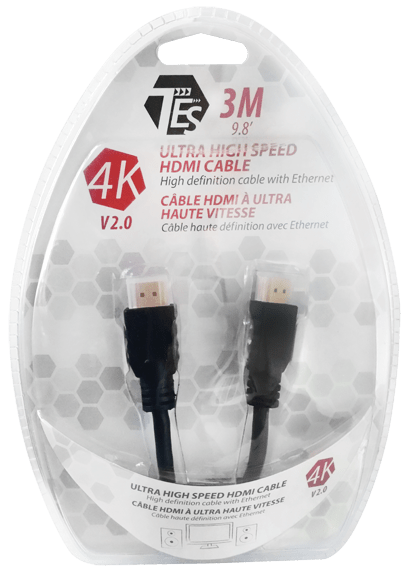 TES
3M
9.8'
ULTRA HIGH SPEED
HDMI CABLE
High definition cable with Ethernet
4K
V2.0
CÂBLE HDMI À ULTRA
HAUTE VITESSE
Câble haute définition avec Ethernet
4K
V2.0
ULTRA HIGH SPEED HDMI CABLE
High definition cable with Ethernet
CÂBLE HDMI À ULTRA HAUTE VITESSE
Câble haute définition avec Ethernet